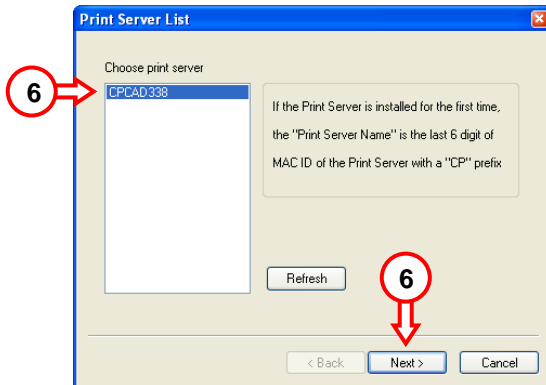 Print Server List
Choose print server
6
CPCAD338
If the Print Server is installed for the first time,
the "Print Server Name" is the last 6 digit of
MAC ID of the Print Server with a "CP" prefix
Refresh
6
< Back
Next >
Cancel